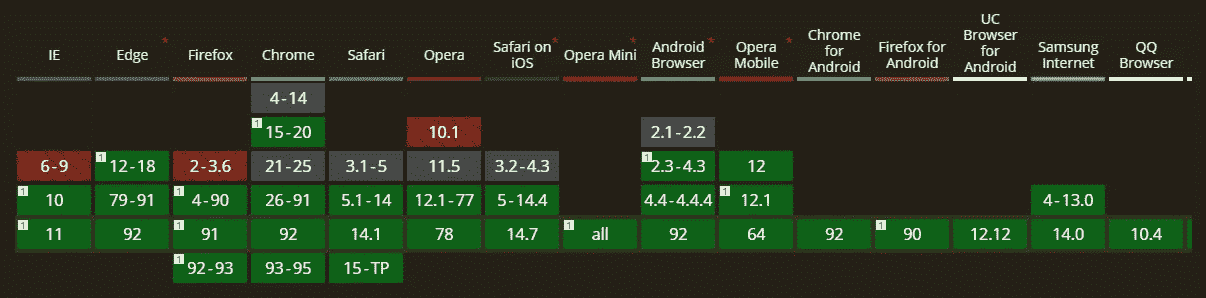 IE Edge * Firefox Chrome Safari Opera Safari on iOS * Opera Mini Android Browser * Opera Mobile * Chrome for Android Firefox for Android UC Browser for Android Samsung Internet QQ Browser
4-14
1 15-20 10.1 2.1-2.2
6-9 1 12-18 2-3.6 21-25 3.1-5 11.5 3.2-4.3 1 2.3-4.3 12
1 10 79-91 1 4-90 26-91 5.1-14 12.1-77 5-14.4 4.4-4.4.4 1 12.1 4-13.0
1 11 92 1 91 92 14.1 78 14.7 1 all 92 64 92 1 90 12.12 14.0 10.4
1 92-93 93-95 15-TP